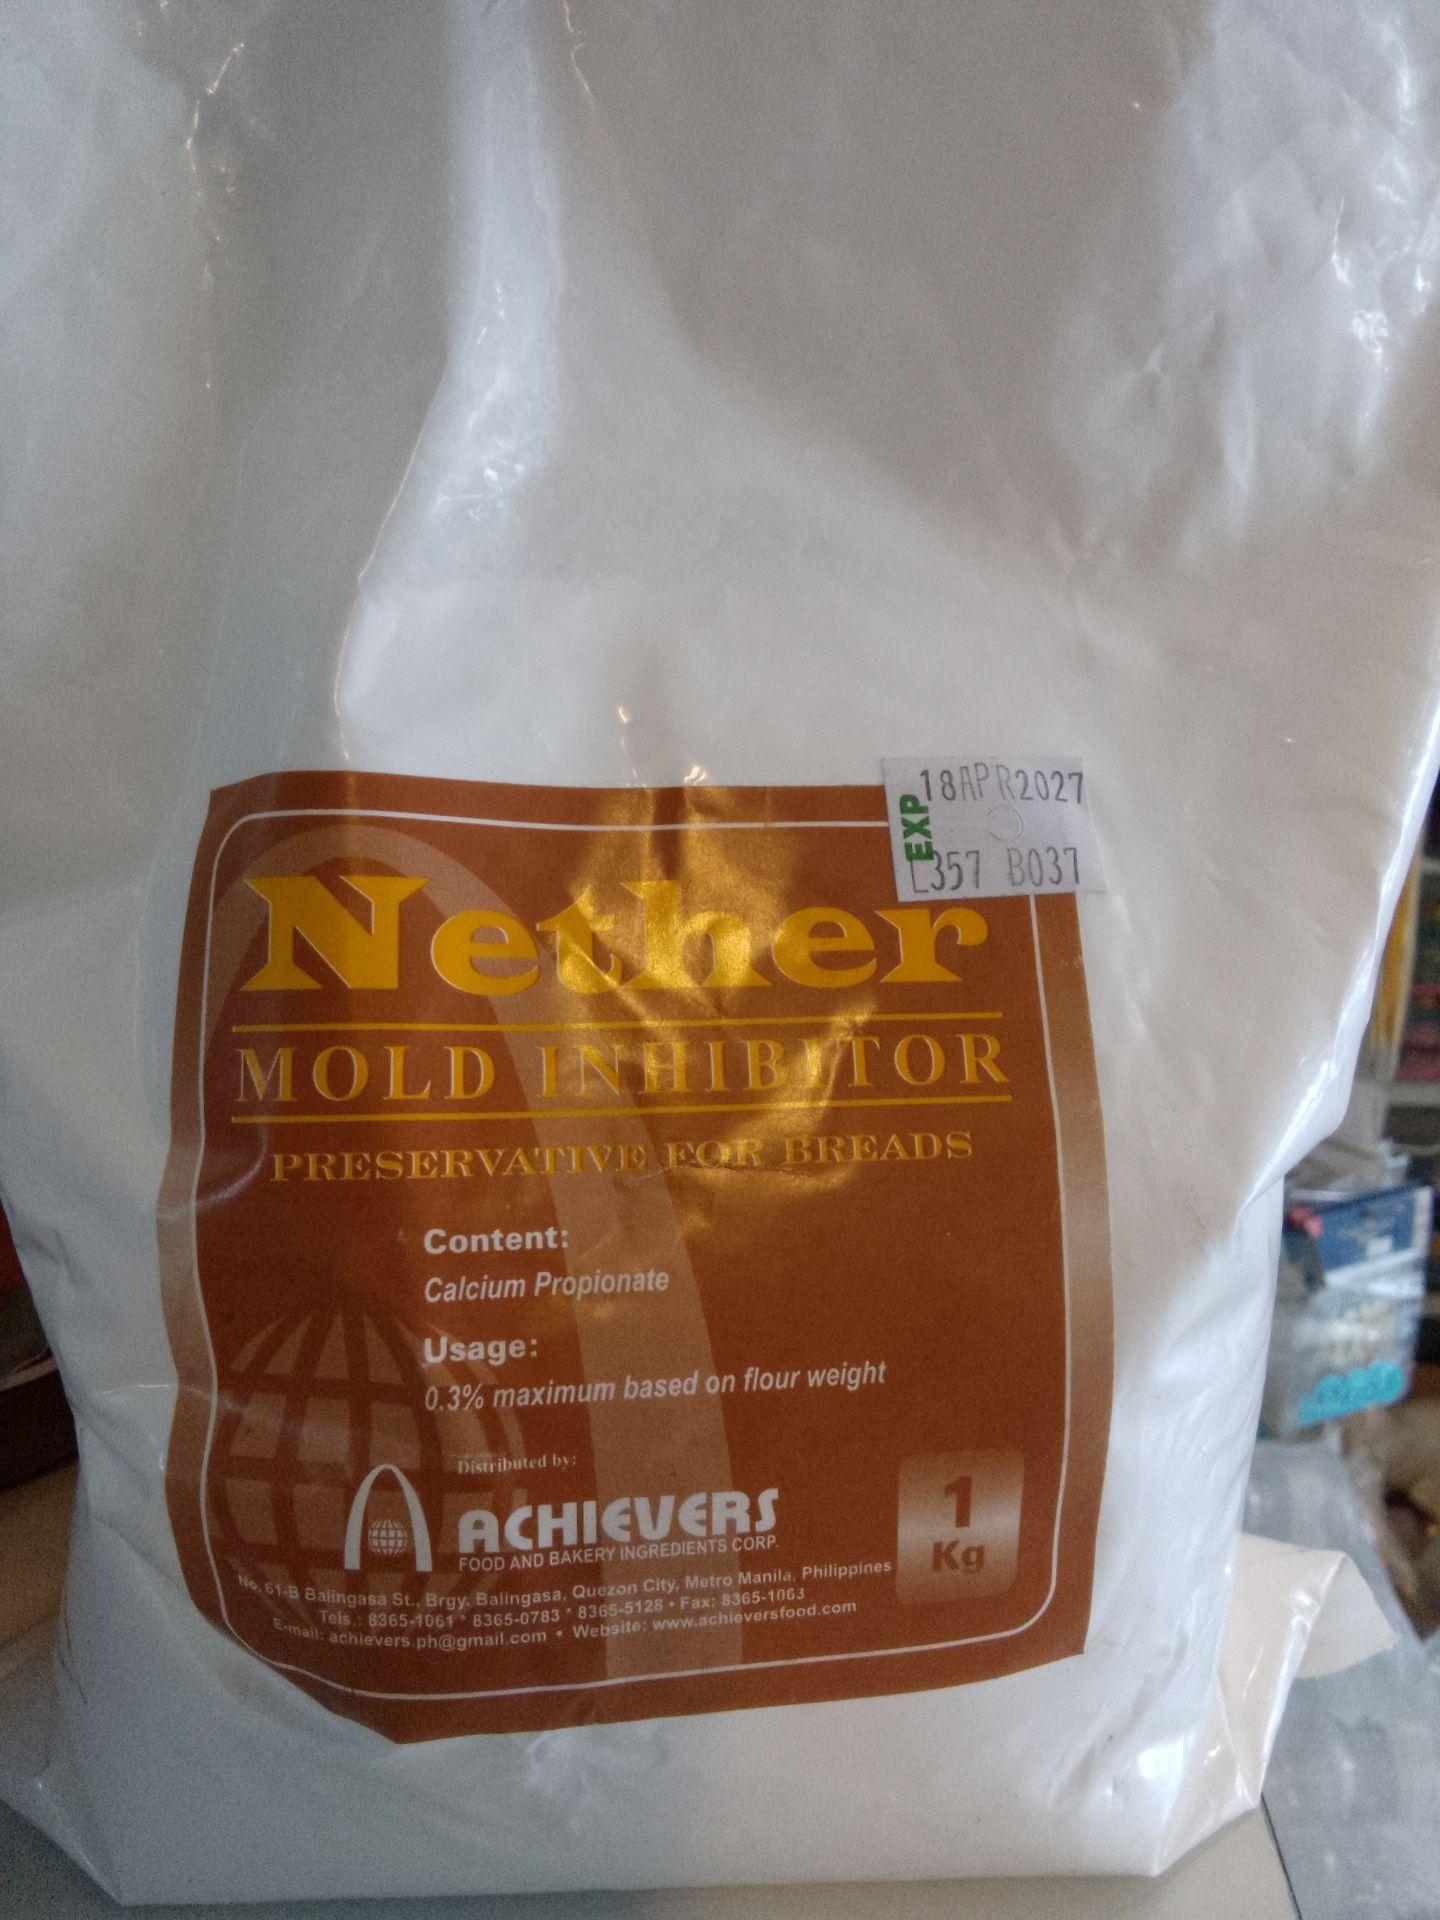 18APR2027
EXP
L357 B037
Nether
MOLD INHIBITOR
PRESERVATIVE FOR BREADS
Content:
Calcium Propionate
Usage:
0.3% maximum based on flour weight
Distributed by:
ACHIEVERS
FOOD AND BAKERY INGREDIENTS CORP.
1
Kg
No. 61-B Balingasa St., Brgy. Balingasa, Quezon City, Metro Manila, Philippines
Tels.: 8365-1061 * 8365-0783 * 8365-5128 • Fax: 8365-1063
E-mail: achievers.ph@gmail.com • Website: www.achieversfood.com